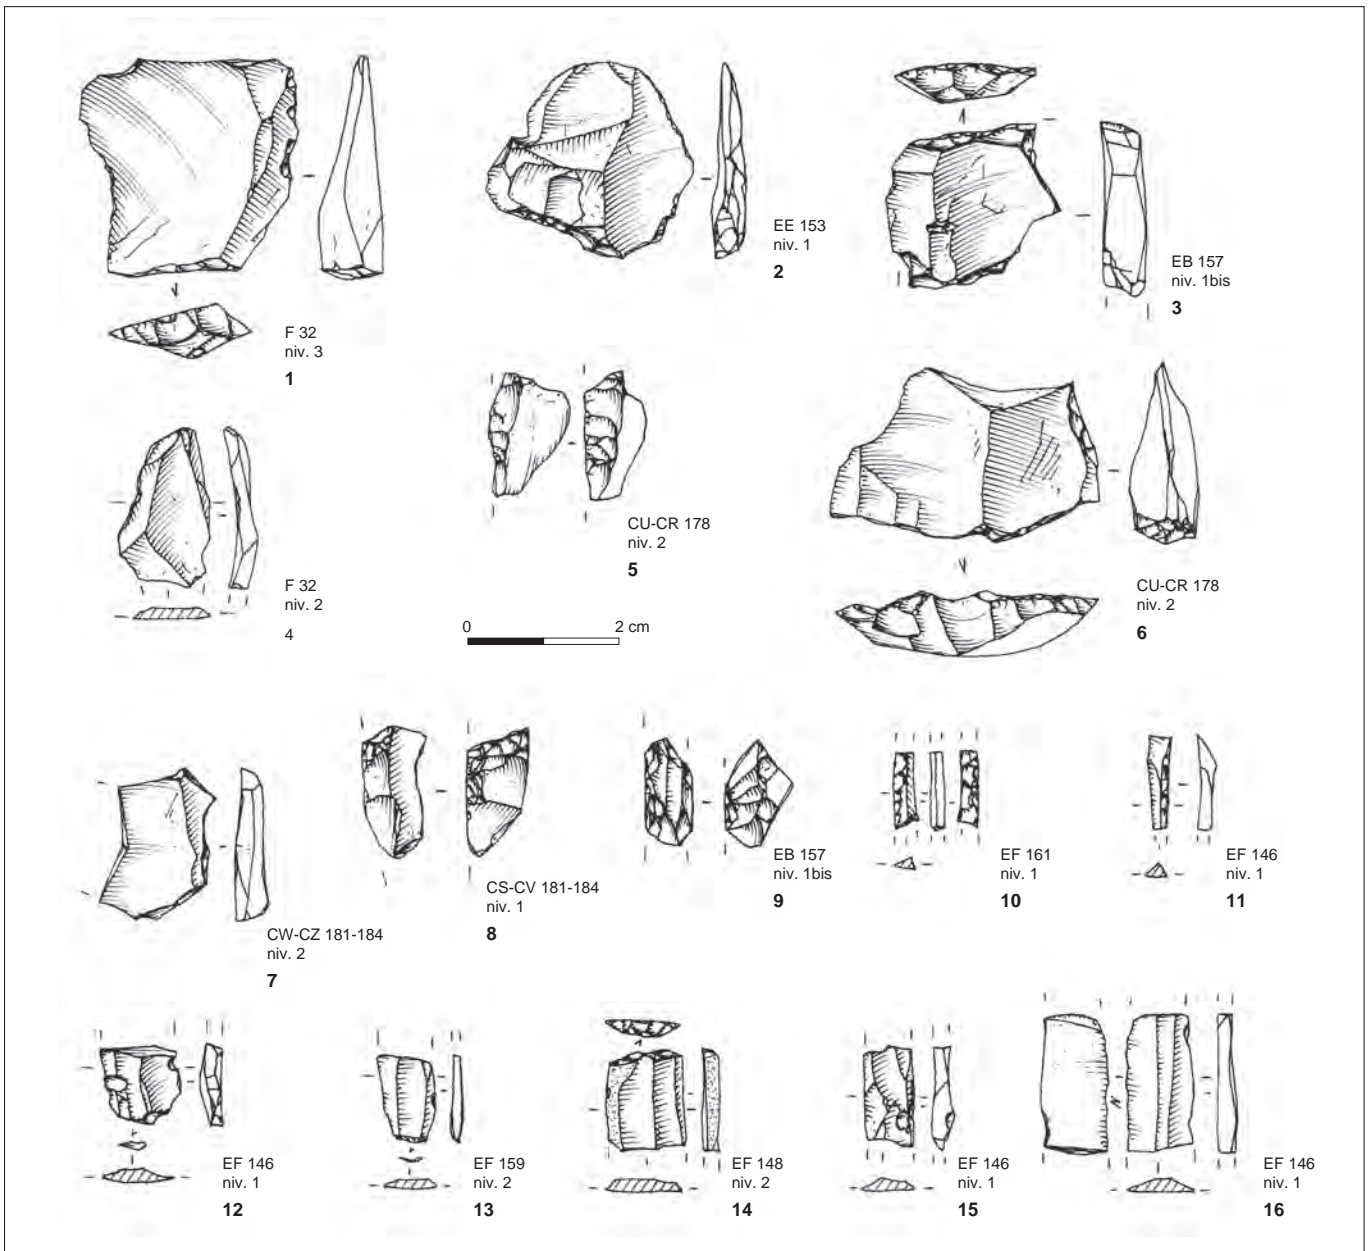 F 32
niv. 3
1
EE 153
niv. 1
2
EB 157
niv. 1bis
3
F 32
niv. 2
4
CU-CR 178
niv. 2
5
0 2 cm
CU-CR 178
niv. 2
6
CW-CZ 181-184
niv. 2
7
CS-CV 181-184
niv. 1
8
EB 157
niv. 1bis
9
EF 161
niv. 1
10
EF 146
niv. 1
11
EF 146
niv. 1
12
EF 159
niv. 2
13
EF 148
niv. 2
14
EF 146
niv. 1
15
EF 146
niv. 1
16